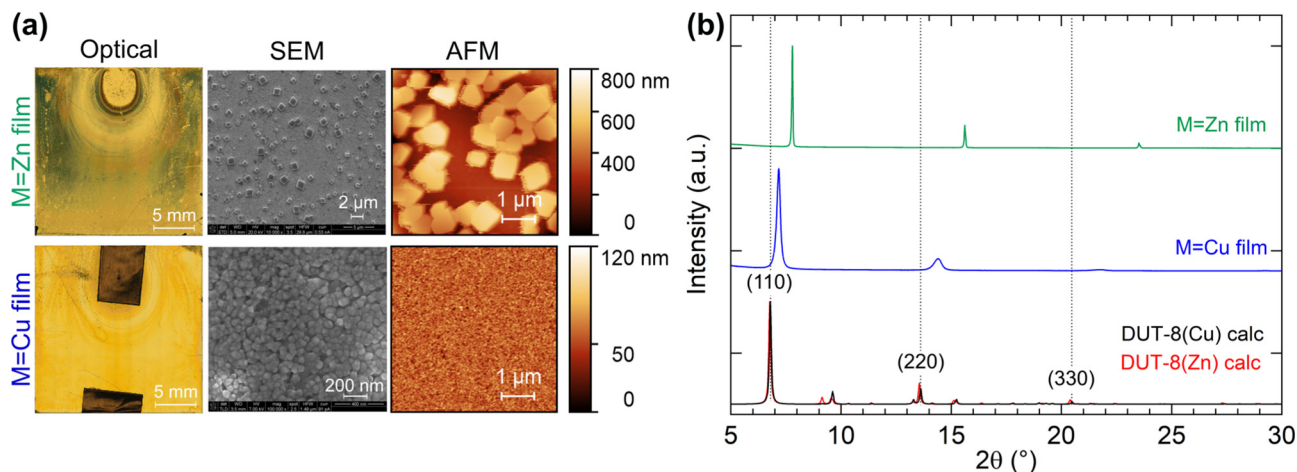 (a)
Optical
SEM
AFM
M=Zn film
5 mm
2 µm
1 µm
800 nm
600
400
0
M=Cu film
5 mm
200 nm
1 µm
120 nm
50
0
(b)
Intensity (a.u.)
M=Zn film
M=Cu film
(110)
DUT-8(Cu) calc
DUT-8(Zn) calc
(220)
(330)
5
10
15
20
25
30
2θ (°)